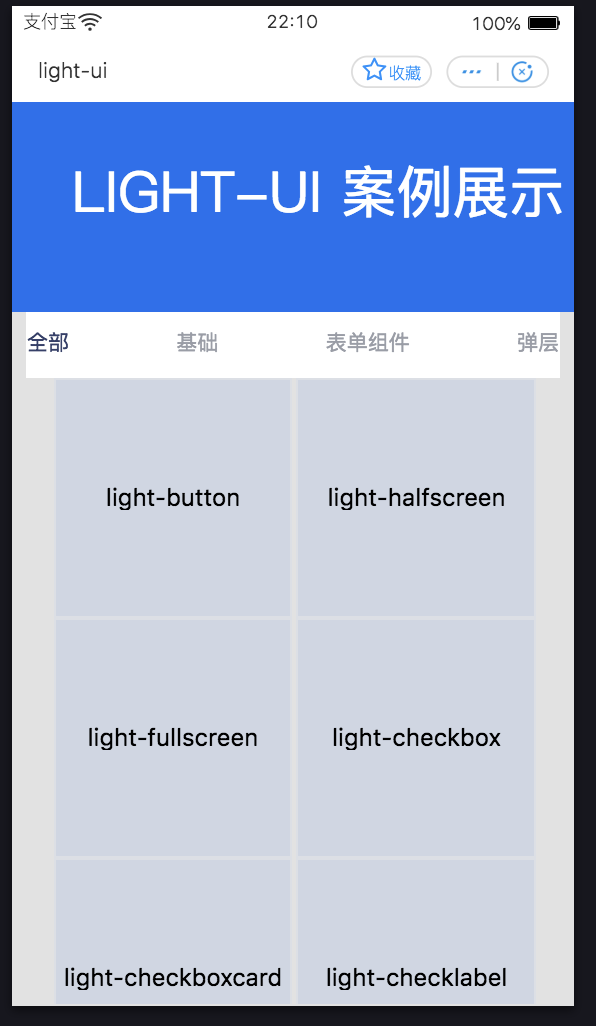 支付宝 22:10 100%
light-ui 收藏
LIGHT-UI 案例展示
全部 基础 表单组件 弹层
light-button light-halfscreen
light-fullscreen light-checkbox
light-checkboxcard light-checklabel